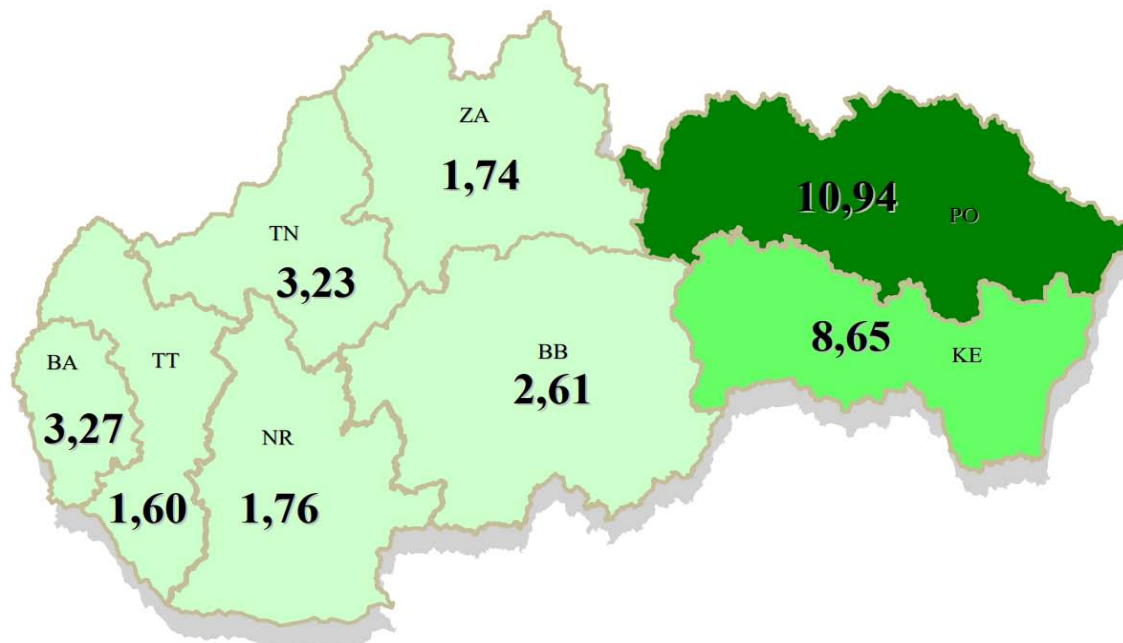 ZA
1,74
10,94
PO
TN
3,23
8,65
KE
BA
3,27
TT
BB
2,61
NR
1,60
1,76